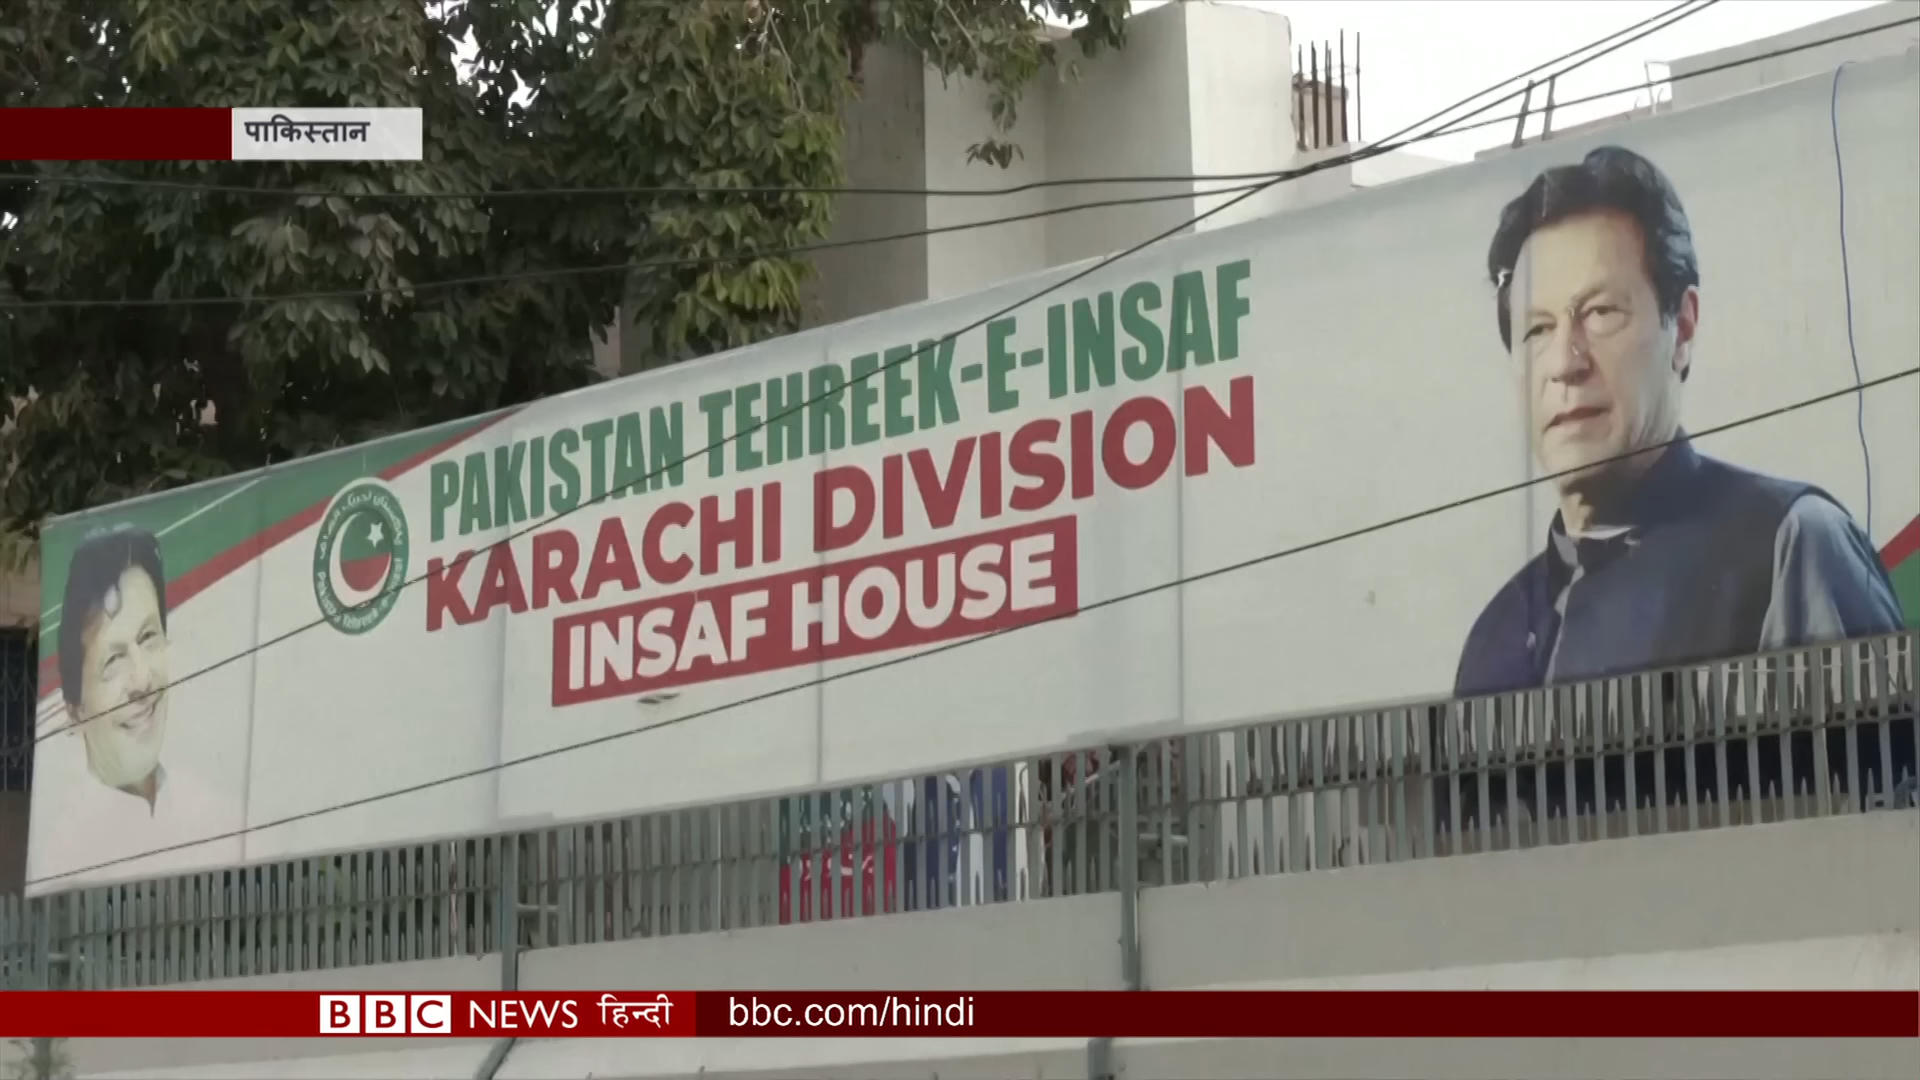 पाकिस्तान
PAKISTAN TEHREEK-E-INSAF
KARACHI DIVISION
INSAF HOUSE
BBC NEWS हिन्दी
bbc.com/hindi